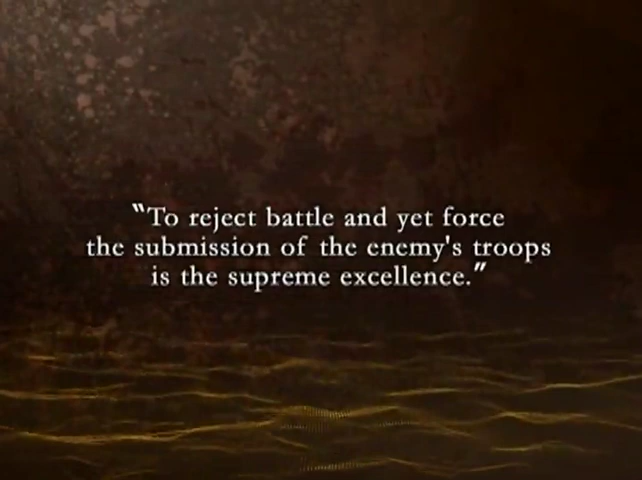 "To reject battle and yet force
the submission of the enemy's troops
is the supreme excellence."